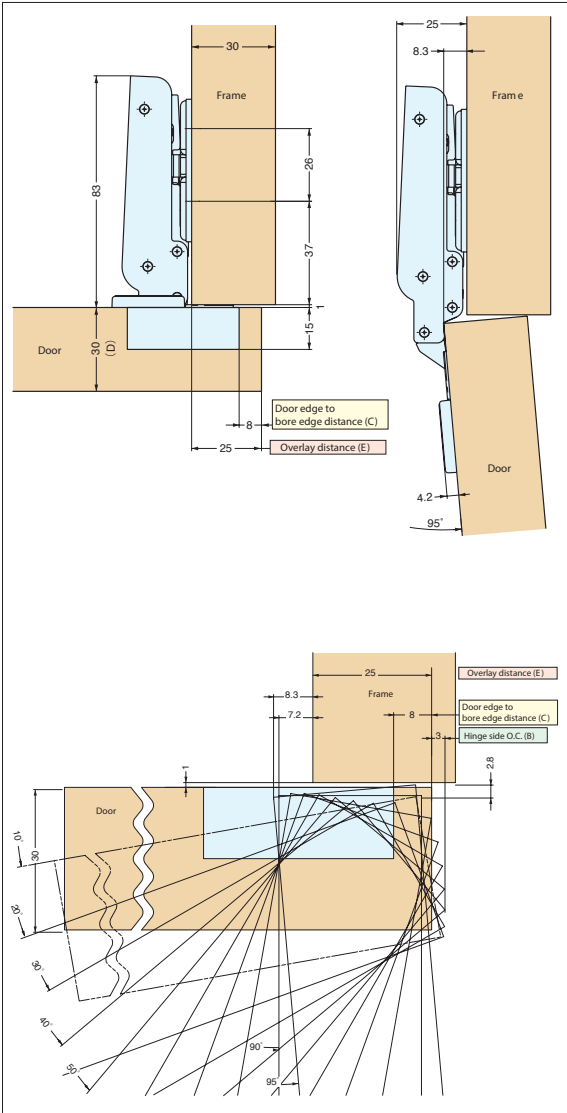 25
30
8.3
Frame
Frame
83
26
37
1
15
Door
30
(D)
Door edge to
8
bore edge distance (C)
25
Overlay distance (E)
Door
4.2
95°
25
Overlay distance (E)
8.3
Frame
7.2
8
Door edge to
bore edge distance (C)
3
Hinge side O.C. (B)
2.8
1
Door
10°
30
20°
30°
40°
50°
90°
95°